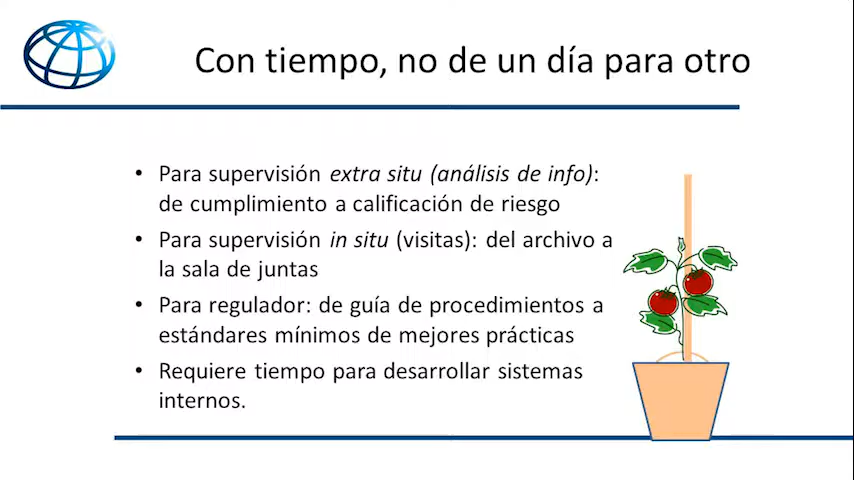 Con tiempo, no de un día para otro
• Para supervisión extra situ (análisis de info):
de cumplimiento a calificación de riesgo
• Para supervisión in situ (visitas): del archivo a
la sala de juntas
• Para regulador: de guía de procedimientos a
estándares mínimos de mejores prácticas
• Requiere tiempo para desarrollar sistemas
internos.